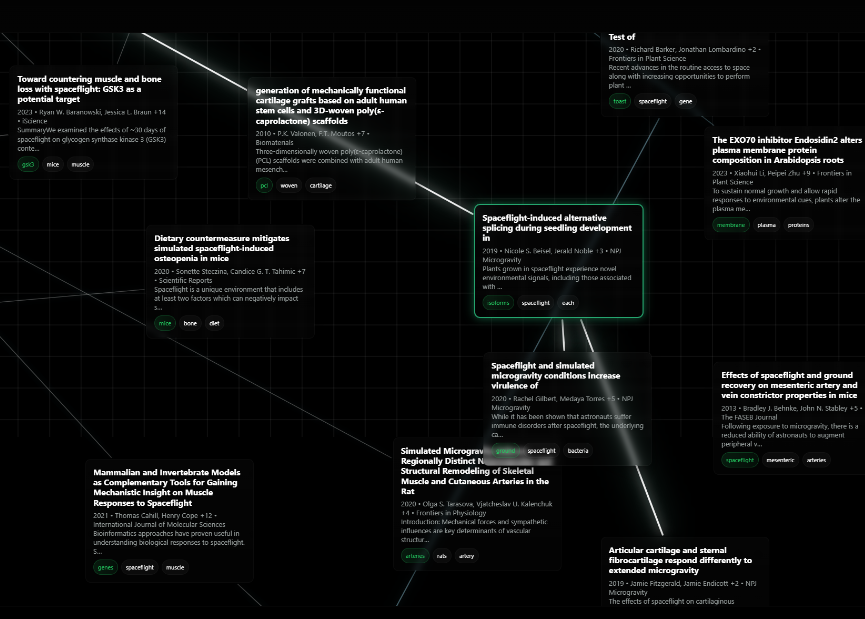 Test of
2020 • Richard Barker, Jonathan Lombardino +2 •
Frontiers in Plant Science
Recent advances in the routine access to space
along with increasing opportunities to perform
plant ...
toast spaceflight gene
Toward countering muscle and bone
loss with spaceflight: GSK3 as a
potential target
2023 • Ryan W. Baranowski, Jessica L. Braun +14
• iScience
SummaryWe examined the effects of ~30 days of
spaceflight on glycogen synthase kinase 3 (GSK3)
conte...
gsk3 mice muscle
generation of mechanically functional
cartilage grafts based on adult human
stem cells and 3D-woven poly(ε-
caprolactone) scaffolds
2010 • P.K. Valonen, F.T. Moutos +7 •
Biomaterials
Three-dimensionally woven poly(ε-caprolactone)
(PCL) scaffolds were combined with adult human
mesench...
pcl woven cartilage
The EXO70 inhibitor Endosidin2 alters
plasma membrane protein
composition in Arabidopsis roots
2023 • Xiaohui Li, Peipei Zhu +9 • Frontiers in
Plant Science
To sustain normal growth and allow rapid
responses to environmental cues, plants alter the
plasma me...
membrane plasma proteins
Spaceflight-induced alternative
splicing during seedling development
in
2019 • Nicole S. Beisel, Jerald Noble +3 • NPJ
Microgravity
Plants grown in spaceflight experience novel
environmental signals, including those associated
with ...
isoforms spaceflight each
Dietary countermeasure mitigates
simulated spaceflight-induced
osteopenia in mice
2020 • Sonette Steczina, Candice G. T. Tahimic +7
• Scientific Reports
Spaceflight is a unique environment that includes
at least two factors which can negatively impact
s...
mice bone diet
Spaceflight and simulated
microgravity conditions increase
virulence of
2020 • Rachel Gilbert, Medaya Torres +5 • NPJ
Microgravity
While it has been shown that astronauts suffer
immune disorders after spaceflight, the underlying
ca...
ground spaceflight bacteria
Effects of spaceflight and ground
recovery on mesenteric artery and
vein constrictor properties in mice
2013 • Bradley J. Behnke, John N. Stabley +5 •
The FASEB Journal
Following exposure to microgravity, there is a
reduced ability of astronauts to augment
peripheral v...
spaceflight mesenteric arteries
Simulated Microgra
Regionally Distinct N
Structural Remodeling of Skeletal
Muscle and Cutaneous Arteries in the
Rat
2020 • Olga S. Tarasova, Vjatcheslav U. Kalenchuk
+4 • Frontiers in Physiology
Introduction: Mechanical forces and sympathetic
influences are key determinants of vascular
structur...
arteries rats artery
Mammalian and Invertebrate Models
as Complementary Tools for Gaining
Mechanistic Insight on Muscle
Responses to Spaceflight
2021 • Thomas Cahill, Henry Cope +12 •
International Journal of Molecular Sciences
Bioinformatics approaches have proven useful in
understanding biological responses to spaceflight.
S...
genes spaceflight muscle
Articular cartilage and sternal
fibrocartilage respond differently to
extended microgravity
2019 • Jamie Fitzgerald, Jamie Endicott +2 • NPJ
Microgravity
The effects of spaceflight on cartilaginous